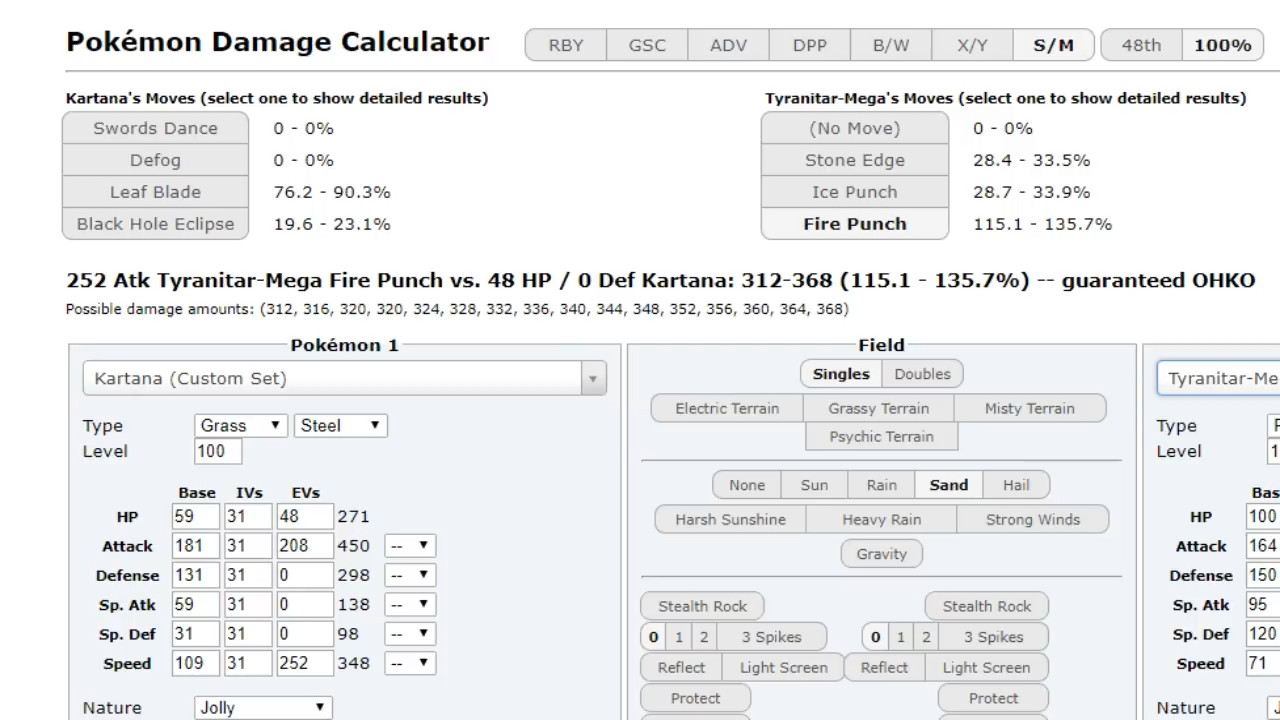 Pokémon Damage Calculator RBY GSC ADV DPP B/W X/Y S/M 48th 100%
Kartana's Moves (select one to show detailed results) Tyranitar-Mega's Moves (select one to show detailed results)
Swords Dance 0 - 0% (No Move) 0 - 0%
Defog 0 - 0% Stone Edge 28.4 - 33.5%
Leaf Blade 76.2 - 90.3% Ice Punch 28.7 - 33.9%
Black Hole Eclipse 19.6 - 23.1% Fire Punch 115.1 - 135.7%
252 Atk Tyranitar-Mega Fire Punch vs. 48 HP / 0 Def Kartana: 312-368 (115.1 - 135.7%) -- guaranteed OHKO
Possible damage amounts: (312, 316, 320, 320, 324, 328, 332, 336, 340, 344, 348, 352, 356, 360, 364, 368)
Pokémon 1
Kartana (Custom Set)
Type Grass Steel
Level 100
Base IVs EVs
HP 59 31 48 271
Attack 181 31 208 450 --
Defense 131 31 0 298 --
Sp. Atk 59 31 0 138 --
Sp. Def 31 31 0 98 --
Speed 109 31 252 348 --
Nature Jolly
Field
Singles Doubles
Electric Terrain Grassy Terrain Misty Terrain
Psychic Terrain
None Sun Rain Sand Hail
Harsh Sunshine Heavy Rain Strong Winds
Gravity
Stealth Rock Stealth Rock
0 1 2 3 Spikes 0 1 2 3 Spikes
Reflect Light Screen Reflect Light Screen
Protect Protect
Tyranitar-Me
Type
Level
Bas
HP 100
Attack 164
Defense 150
Sp. Atk 95
Sp. Def 120
Speed 71
Nature